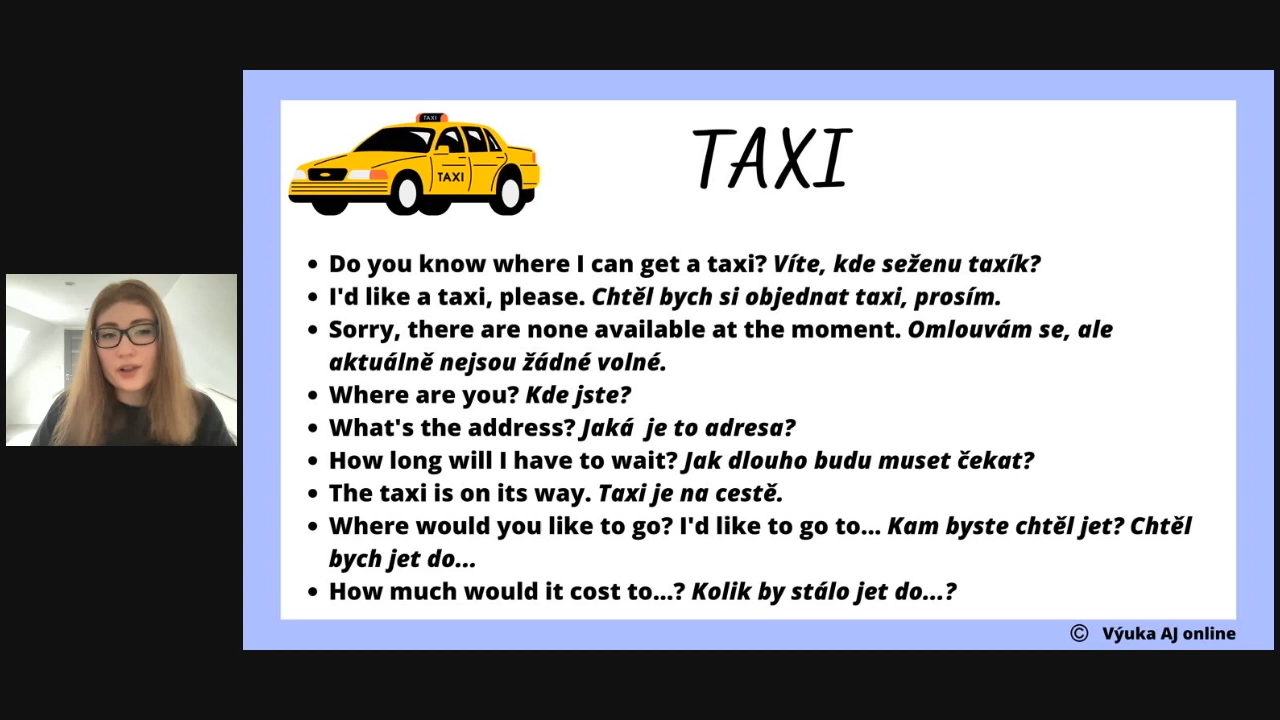 TAXI
TAXI
TAXI
Do you know where I can get a taxi? Víte, kde seženu taxík?
I'd like a taxi, please. Chtěl bych si objednat taxi, prosím.
Sorry, there are none available at the moment. Omlouvám se, ale
aktuálně nejsou žádné volné.
Where are you? Kde jste?
What's the address? Jaká  je to adresa?
How long will I have to wait? Jak dlouho budu muset čekat?
The taxi is on its way. Taxi je na cestě.
Where would you like to go? I'd like to go to... Kam byste chtěl jet? Chtěl
bych jet do...
How much would it cost to...? Kolik by stálo jet do...?
© Výuka AJ online